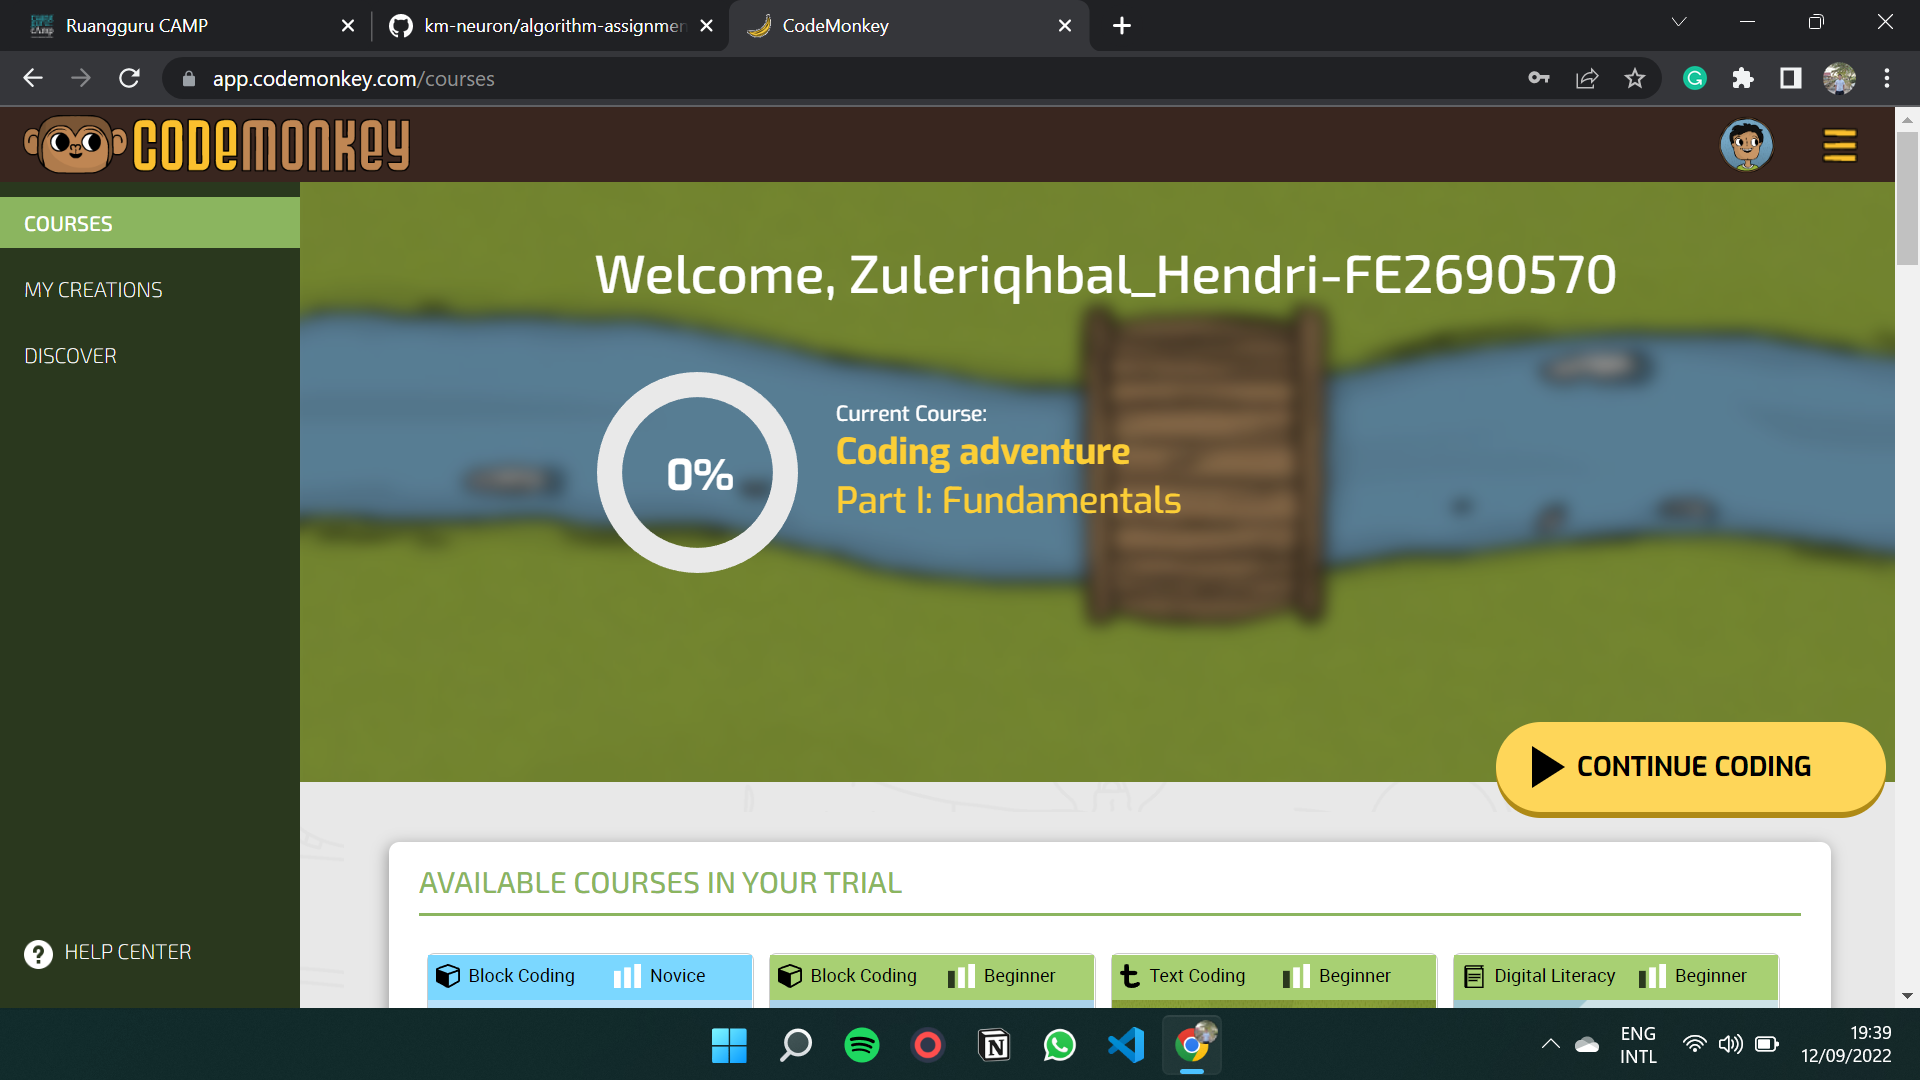 Ruangguru CAMP
km-neuron/algorithm-assignmen
CodeMonkey
app.codemonkey.com/courses
CODEMONKEY
COURSES
MY CREATIONS
DISCOVER
HELP CENTER
Welcome, Zuleriqhbal_Hendri-FE2690570
0%
Current Course:
Coding adventure
Part I: Fundamentals
CONTINUE CODING
AVAILABLE COURSES IN YOUR TRIAL
Block Coding Novice
Block Coding Beginner
Text Coding Beginner
Digital Literacy Beginner
ENG
INTL
19:39
12/09/2022